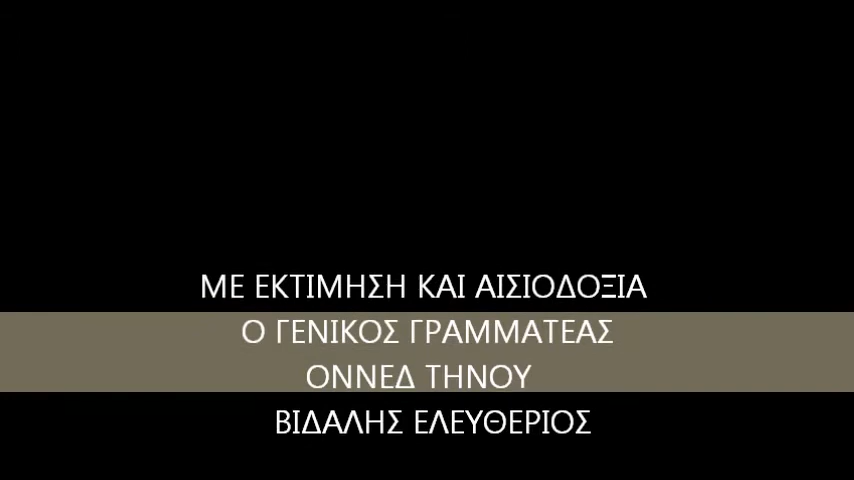 ΜΕ ΕΚΤΙΜΗΣΗ ΚΑΙ ΑΙΣΙΟΔΟΞΙΑ
Ο ΓΕΝΙΚΟΣ ΓΡΑΜΜΑΤΕΑΣ
ΟΝΝΕΔ ΤΗΝΟΥ
ΒΙΔΑΛΗΣ ΕΛΕΥΘΕΡΙΟΣ